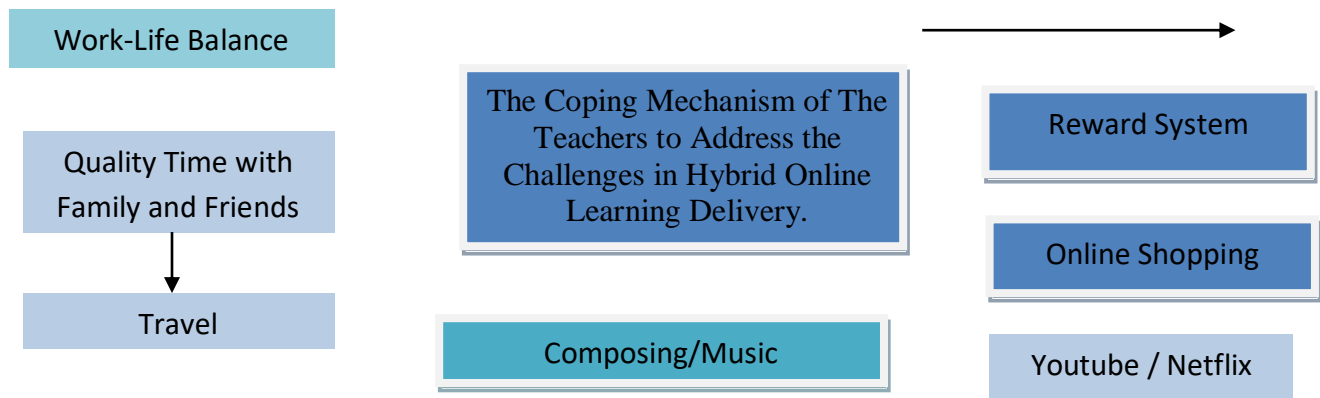 Work-Life Balance
Quality Time with
Family and Friends
Travel
The Coping Mechanism of The
Teachers to Address the
Challenges in Hybrid Online
Learning Delivery.
Composing/Music
Reward System
Online Shopping
Youtube / Netflix